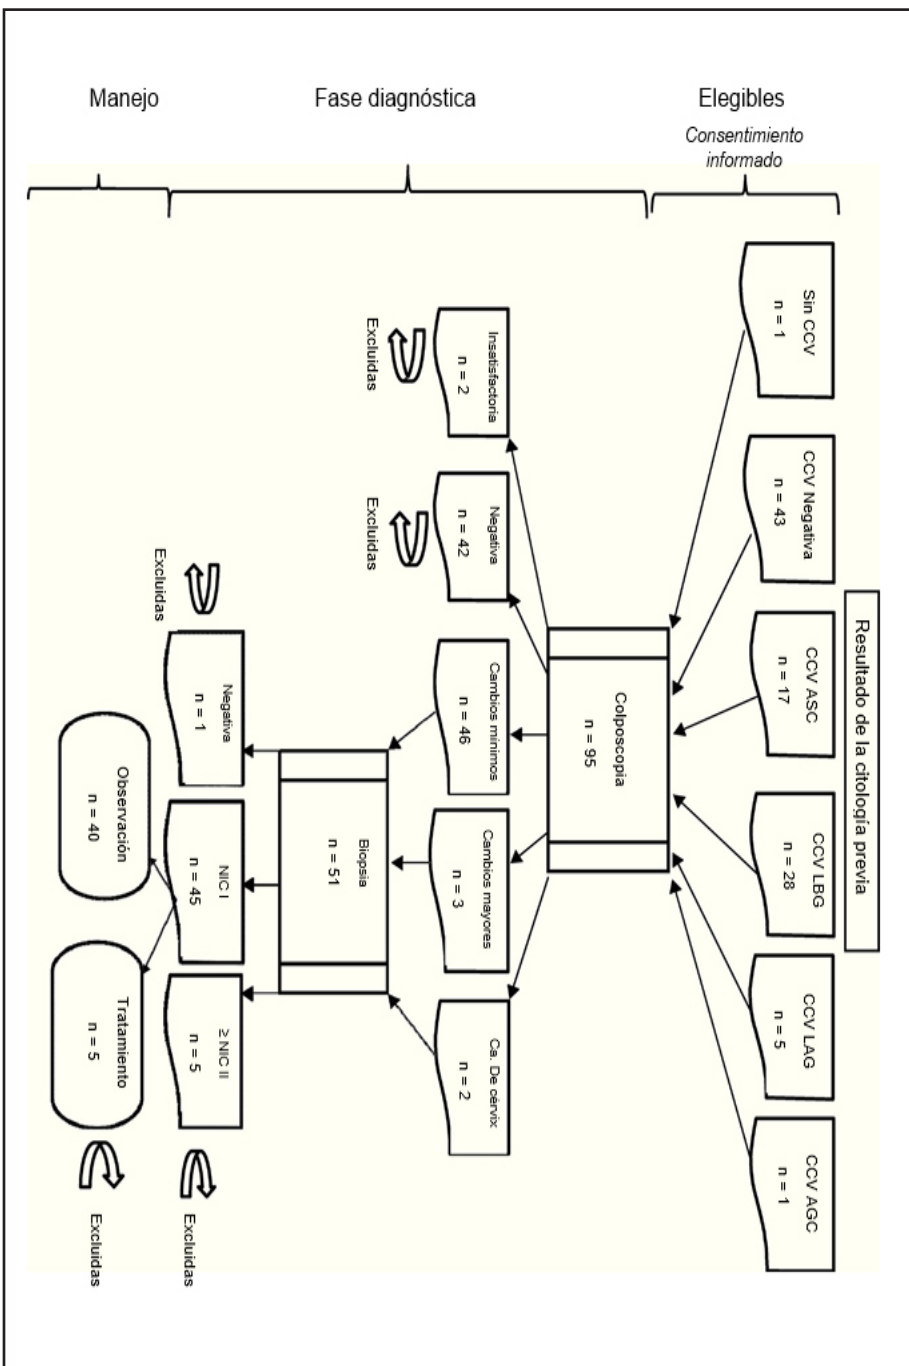 Manejo
Fase diagnóstica
Elegibles
Consentimiento
informado
Resultado de la citología previa
Sin CCV
n = 1
CCV Negativa
n = 43
CCV ASC
n = 17
CCV LBG
n = 28
CCV LAG
n = 5
CCV AGC
n = 1
Colposcopia
n = 95
Insatisfactoria
n = 2
Excluidas
Negativa
n = 42
Excluidas
Cambios mínimos
n = 46
Cambios mayores
n = 3
Ca. De cérvix
n = 2
Biopsia
n = 51
Negativa
n = 1
Excluidas
NIC I
n = 45
≥ NIC II
n = 5
Excluidas
Observación
n = 40
Tratamiento
n = 5
Excluidas